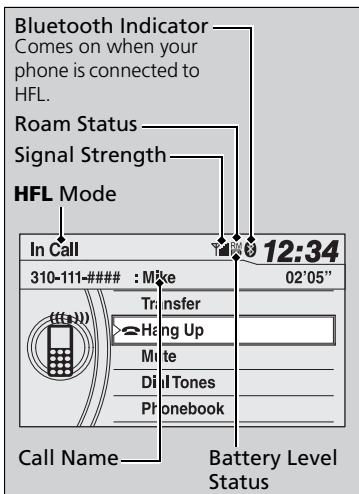 Bluetooth Indicator
Comes on when your
phone is connected to
HFL.
Roam Status
Signal Strength
HFL Mode
In Call
RM
12:34
310-111-#### : Mike 02'05"
Transfer
Hang Up
Mute
Dial Tones
Phonebook
Call Name
Battery Level
Status